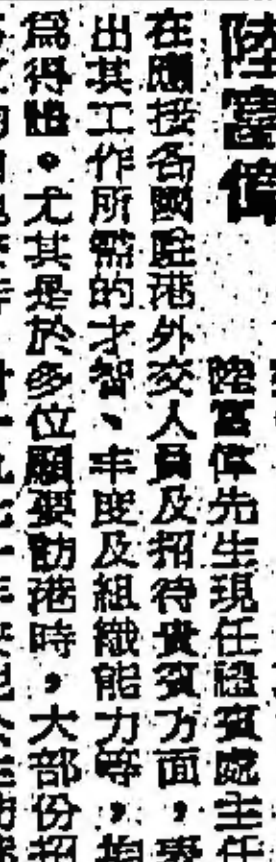 陸富偉
陸富偉先生現任禮賓處主任
在應接各國駐港外交人員及招待貴賓方面，
出其工作所需的才智、丰度及組織能力等，均
為得體。尤其是於多位顯要訪港時，大部份招